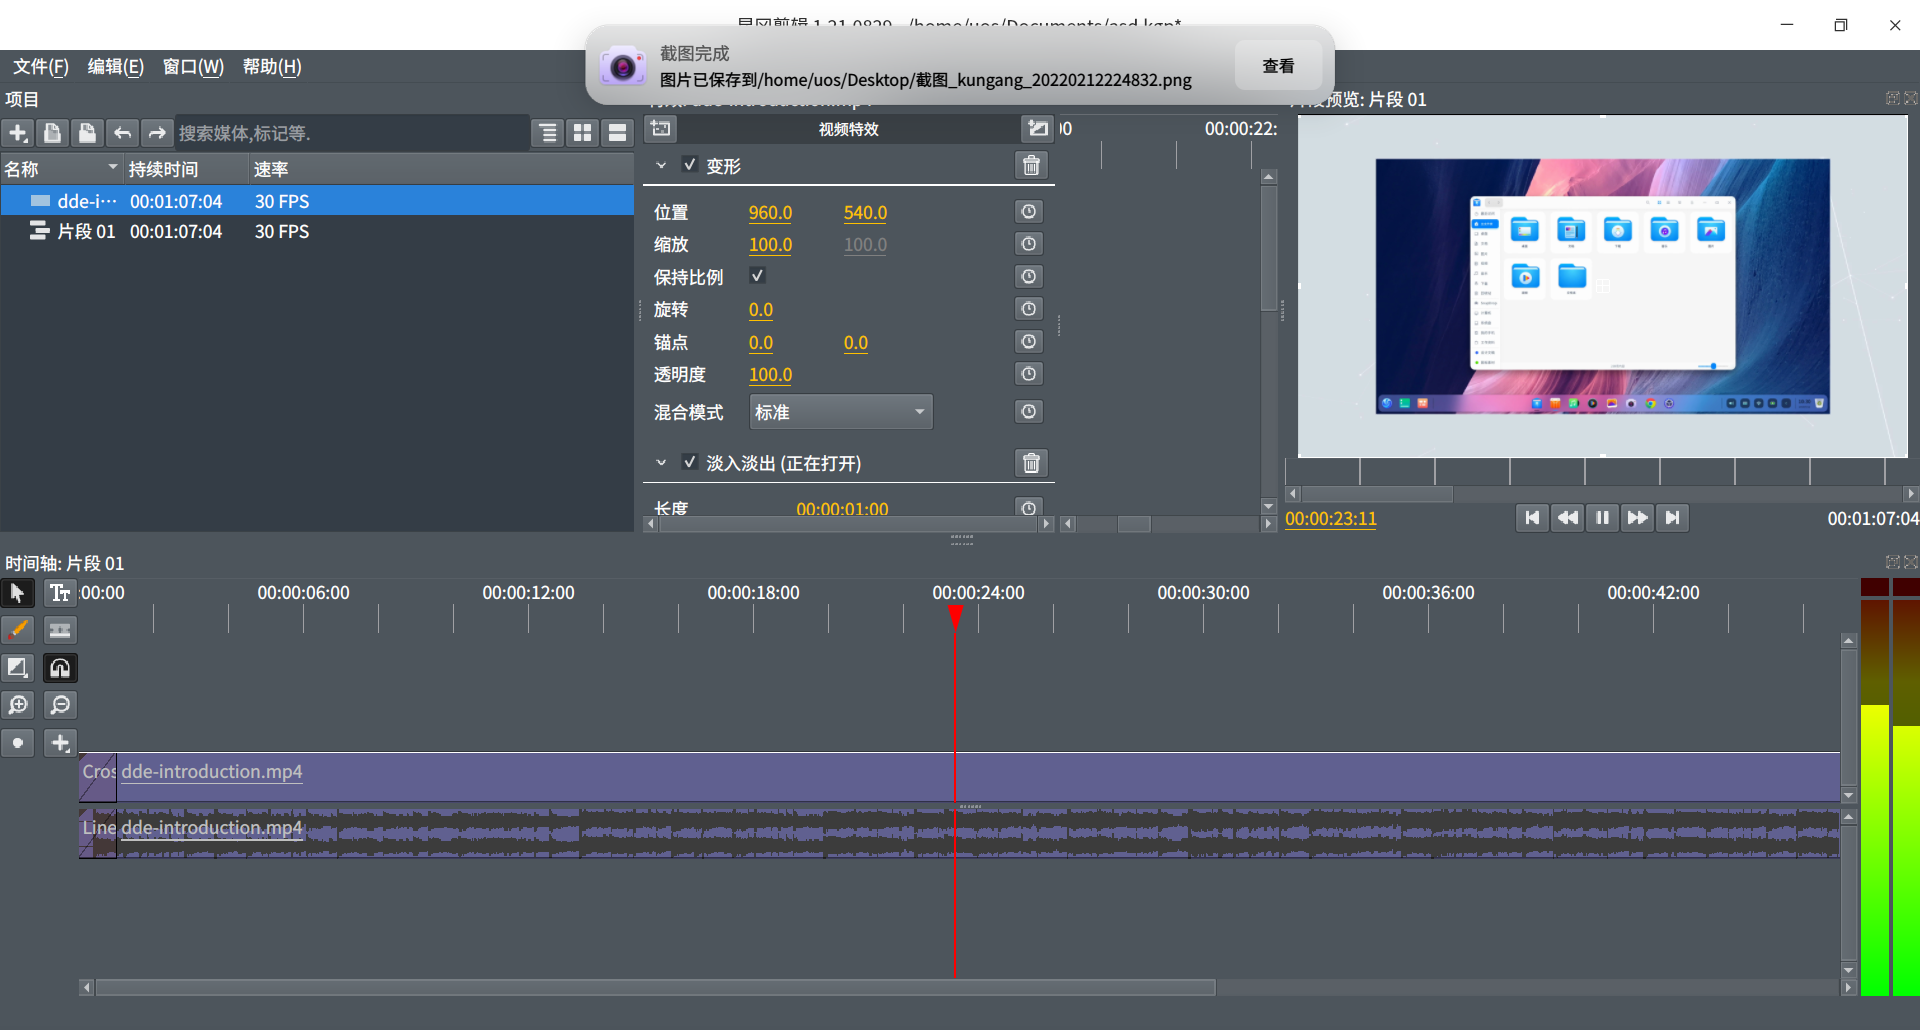 截图完成
图片已保存到/home/uos/Desktop/截图_kungang_20220212224832.png
查看
文件(F) 编辑(E) 窗口(W) 帮助(H)
项目
预览: 片段 01
搜索媒体,标记等.
视频特效
00:00:22:
名称 持续时间 速率
dde-i··· 00:01:07:04 30 FPS
片段 01 00:01:07:04 30 FPS
变形
位置 960.0 540.0
缩放 100.0 100.0
保持比例
旋转 0.0
锚点 0.0 0.0
透明度 100.0
混合模式 标准
淡入淡出 (正在打开)
长度 00:00:01:00
00:00:23:11 00:01:07:04
时间轴: 片段 01
:00:00 00:00:06:00 00:00:12:00 00:00:18:00 00:00:24:00 00:00:30:00 00:00:36:00 00:00:42:00
Cros dde-introduction.mp4
Line dde-introduction.mp4